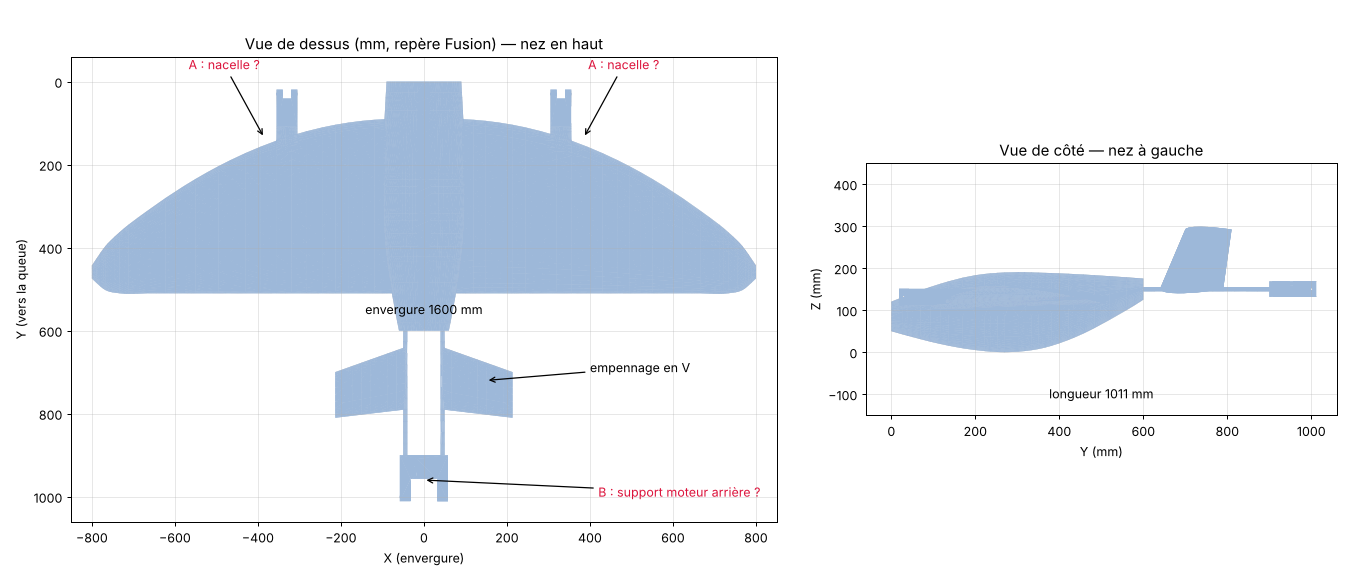 Vue de dessus (mm, repère Fusion) — nez en haut
A : nacelle ?
A : nacelle ?
0
200
400
600
800
1000
Y (vers la queue)
envergure 1600 mm
empennage en V
B : support moteur arrière ?
−800
−600
−400
−200
0
200
400
600
800
X (envergure)
Vue de côté — nez à gauche
400
300
200
100
0
−100
Z (mm)
longueur 1011 mm
0
200
400
600
800
1000
Y (mm)